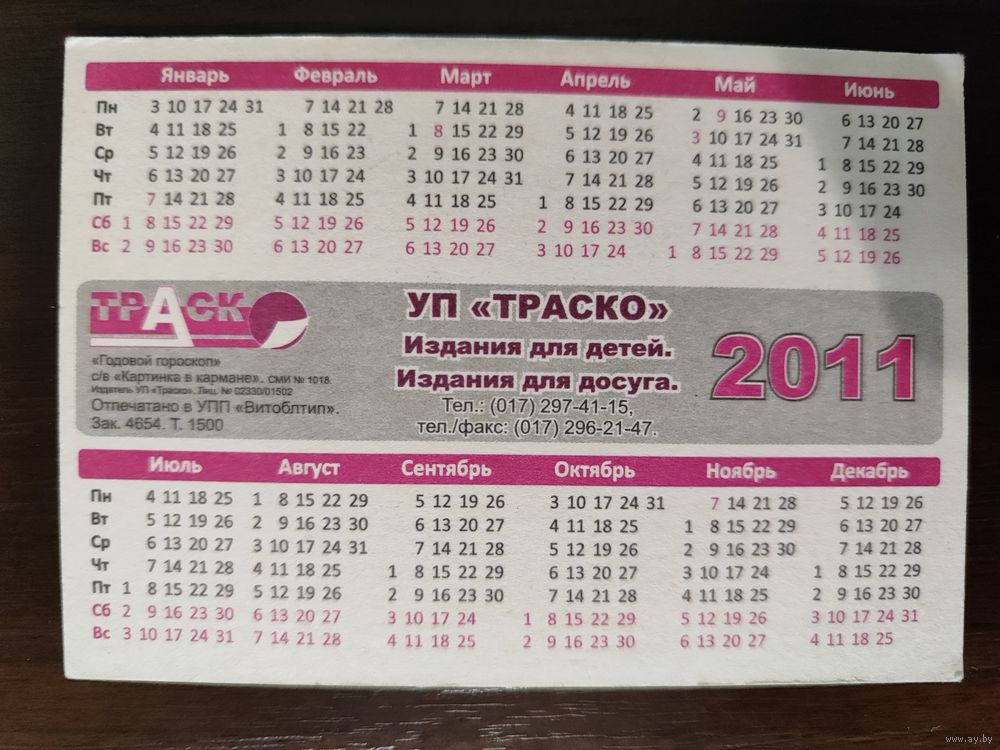 Январь Февраль Март Апрель Май Июнь
Пн 3 10 17 24 31 7 14 21 28 7 14 21 28 4 11 18 25 2 9 16 23 30 6 13 20 27
Вт 4 11 18 25 1 8 15 22 1 8 15 22 29 5 12 19 26 3 10 17 24 31 7 14 21 28
Ср 5 12 19 26 2 9 16 23 2 9 16 23 30 6 13 20 27 4 11 18 25 1 8 15 22 29
Чт 6 13 20 27 3 10 17 24 3 10 17 24 31 7 14 21 28 5 12 19 26 2 9 16 23 30
Пт 7 14 21 28 4 11 18 25 4 11 18 25 1 8 15 22 29 6 13 20 27 3 10 17 24
Сб 1 8 15 22 29 5 12 19 26 5 12 19 26 2 9 16 23 30 7 14 21 28 4 11 18 25
Вс 2 9 16 23 30 6 13 20 27 6 13 20 27 3 10 17 24 1 8 15 22 29 5 12 19 26
ТРАСК
«Годовой гороскоп»
с/в «Картинка в кармане». СМИ № 1018.
Издатель УП «Траско». Лиц. № 02330/01502
Отпечатано в УПП «Витоблтип».
Зак. 4654. Т. 1500
УП «ТРАСКО»
Издания для детей.
Издания для досуга.
Тел.: (017) 297-41-15,
тел./факс: (017) 296-21-47.
2011
Июль Август Сентябрь Октябрь Ноябрь Декабрь
Пн 4 11 18 25 1 8 15 22 29 5 12 19 26 3 10 17 24 31 7 14 21 28 5 12 19 26
Вт 5 12 19 26 2 9 16 23 30 6 13 20 27 4 11 18 25 1 8 15 22 29 6 13 20 27
Ср 6 13 20 27 3 10 17 24 31 7 14 21 28 5 12 19 26 2 9 16 23 30 7 14 21 28
Чт 7 14 21 28 4 11 18 25 1 8 15 22 29 6 13 20 27 3 10 17 24 1 8 15 22 29
Пт 1 8 15 22 29 5 12 19 26 2 9 16 23 30 7 14 21 28 4 11 18 25 2 9 16 23 30
Сб 2 9 16 23 30 6 13 20 27 3 10 17 24 1 8 15 22 29 5 12 19 26 3 10 17 24 31
Вс 3 10 17 24 31 7 14 21 28 4 11 18 25 2 9 16 23 30 6 13 20 27 4 11 18 25
www.ay.by